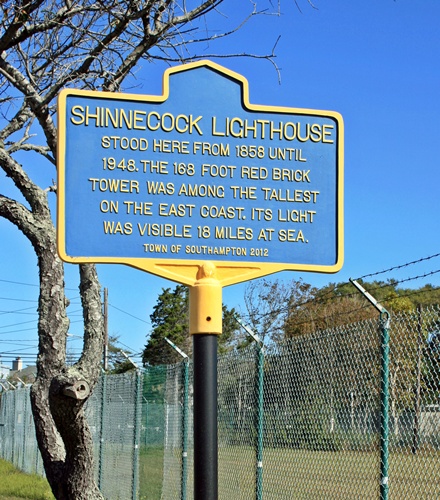 SHINNECOCK LIGHTHOUSE
STOOD HERE FROM 1858 UNTIL
1948. THE 168 FOOT RED BRICK
TOWER WAS AMONG THE TALLEST
ON THE EAST COAST. ITS LIGHT
WAS VISIBLE 18 MILES AT SEA.
TOWN OF SOUTHAMPTON 2012